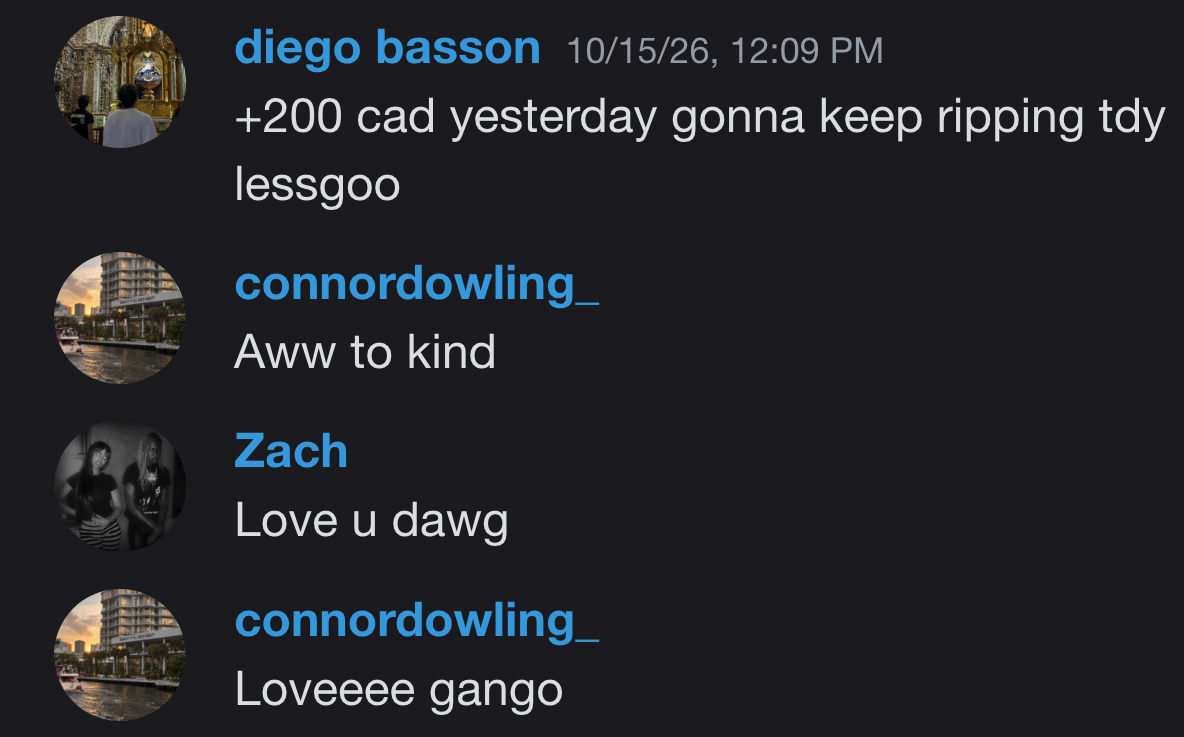 diego basson 10/15/26, 12:09 PM
+200 cad yesterday gonna keep ripping tdy
lessgoo
connordowling_
Aww to kind
Zach
Love u dawg
connordowling_
Loveeee gango